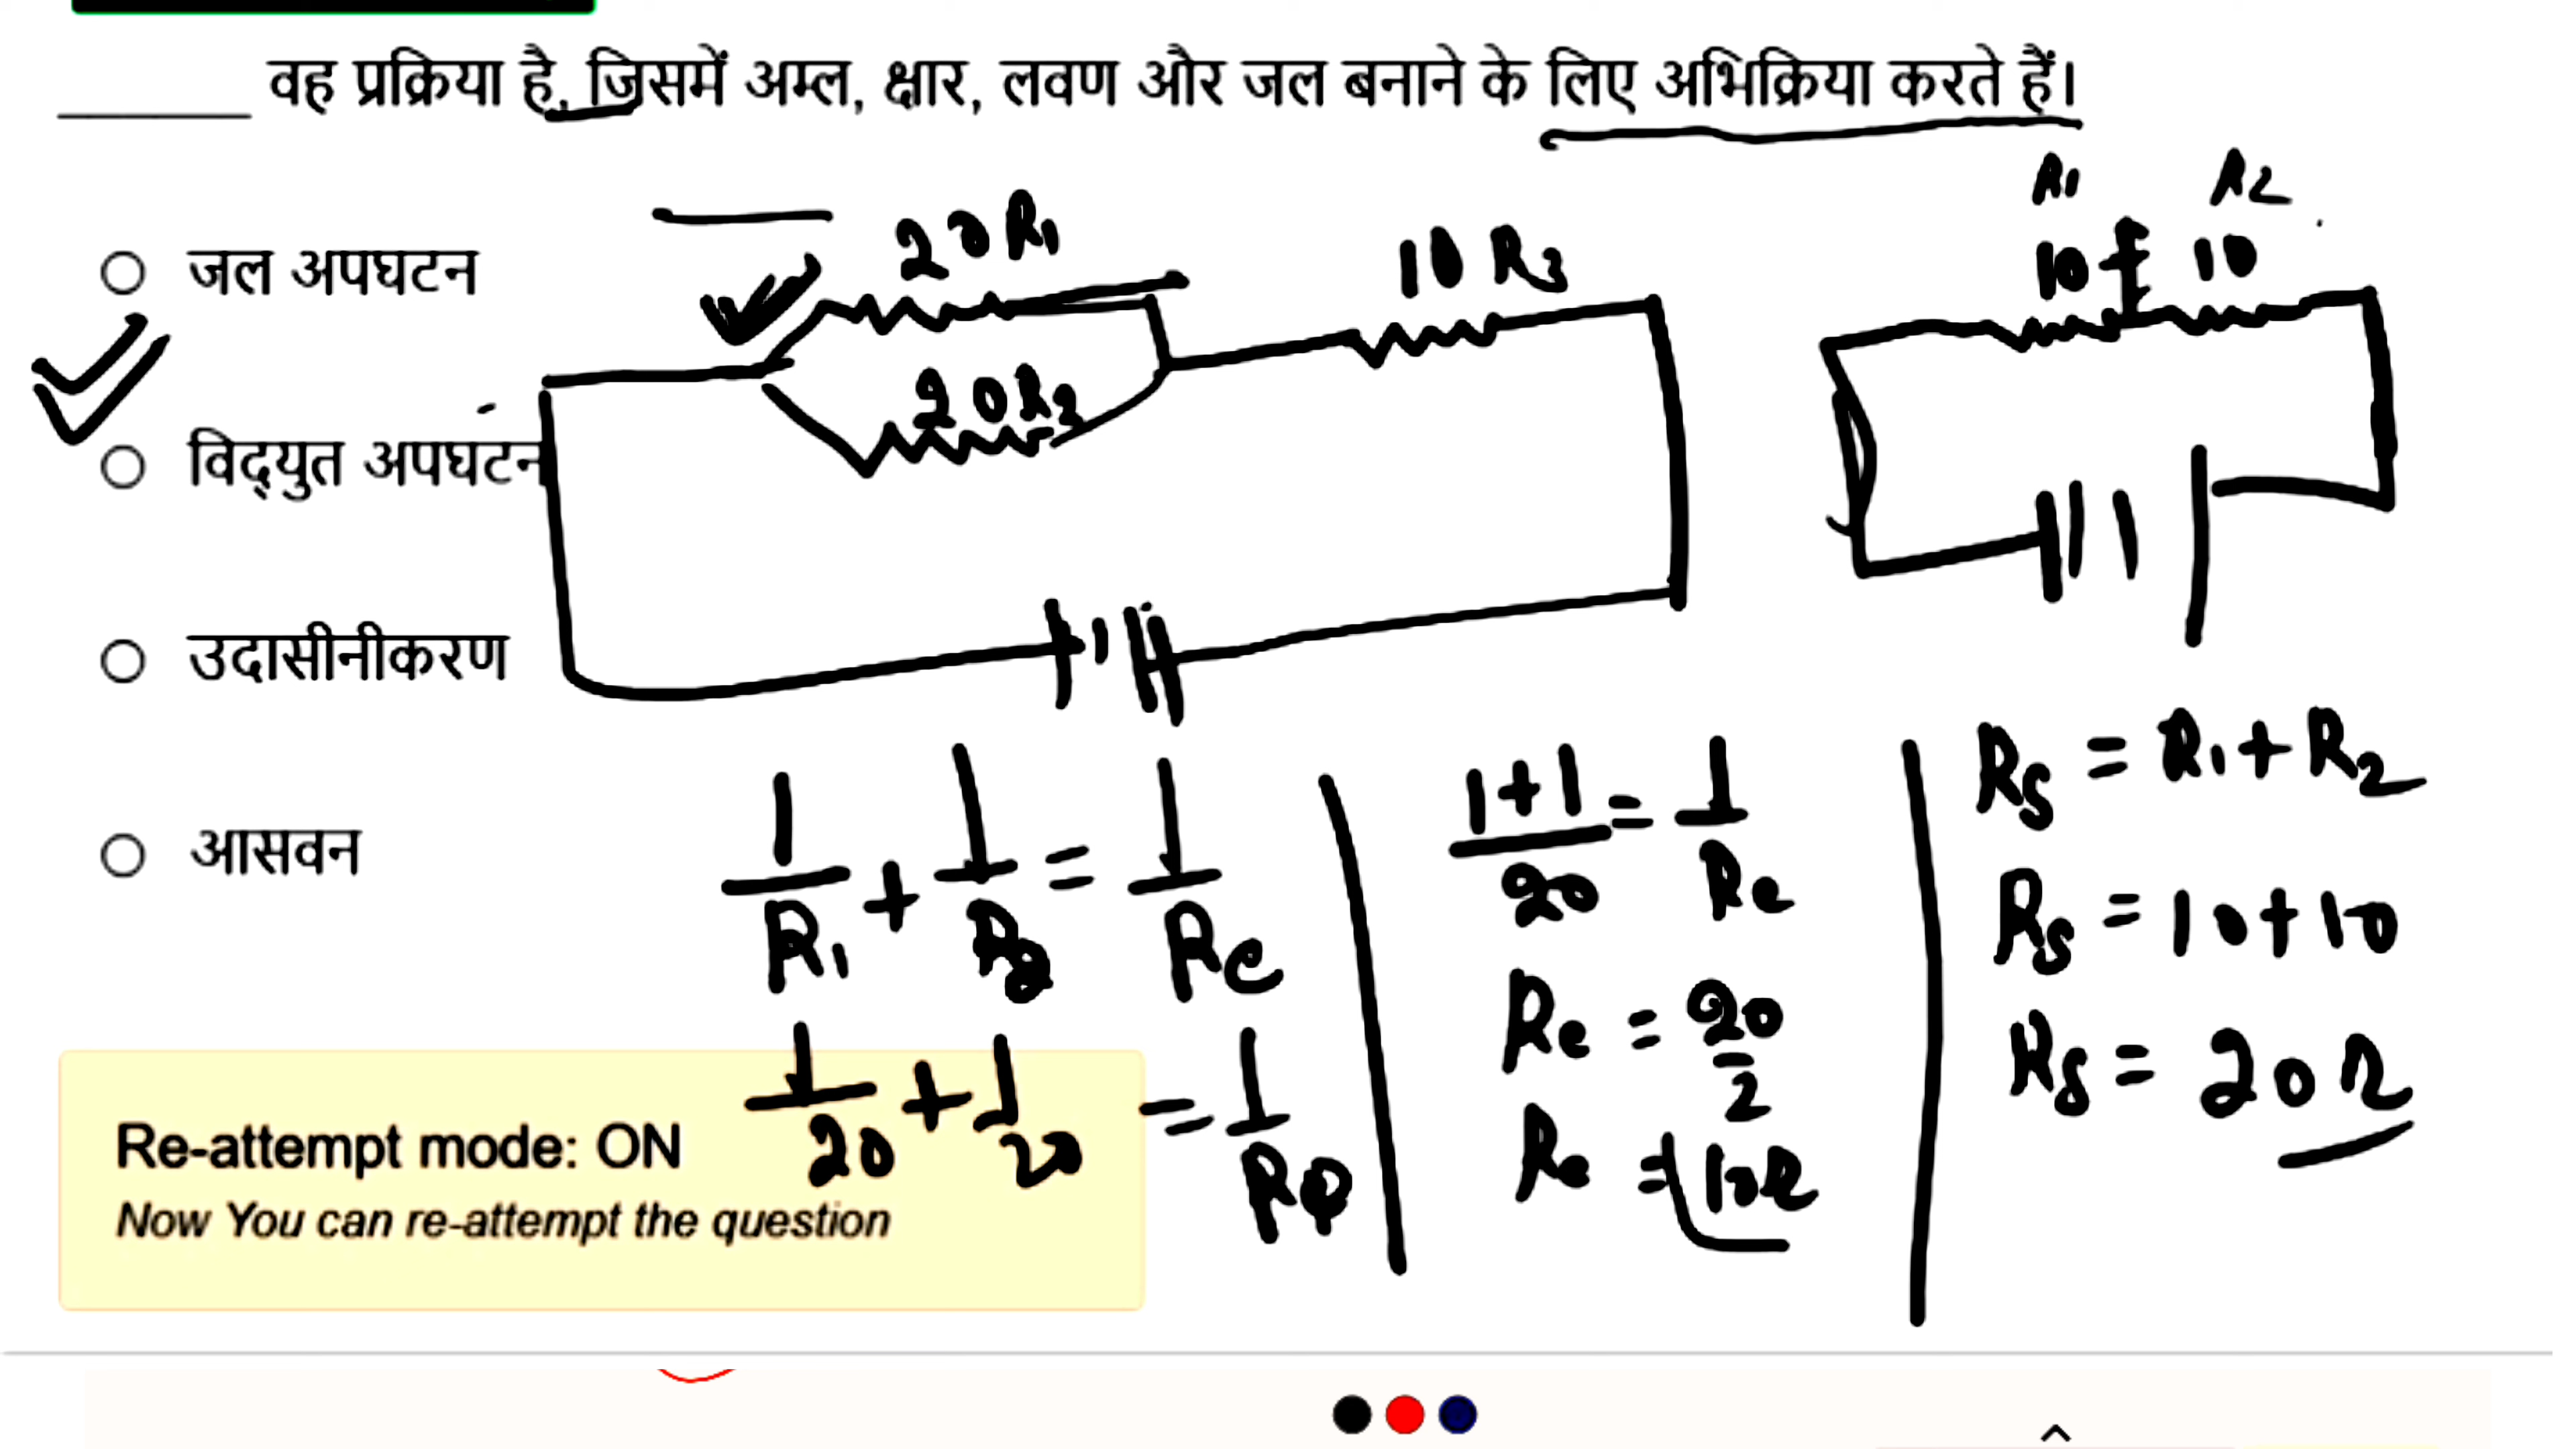 ______ वह प्रक्रिया है, जिसमें अम्ल, क्षार, लवण और जल बनाने के लिए अभिक्रिया करते हैं।
जल अपघटन
विद्युत अपघटन
उदासीनीकरण
आसवन
20 R1
20 R2
10 R3
R1 R2
10 + 10
1/R1 + 1/R2 = 1/Re
1/20 + 1/20 = 1/Re
1+1/20 = 1/Re
Re = 20/2
Re = 10Ω
Rs = R1 + R2
Rs = 10 + 10
Rs = 20Ω
Re-attempt mode: ON
Now You can re-attempt the question